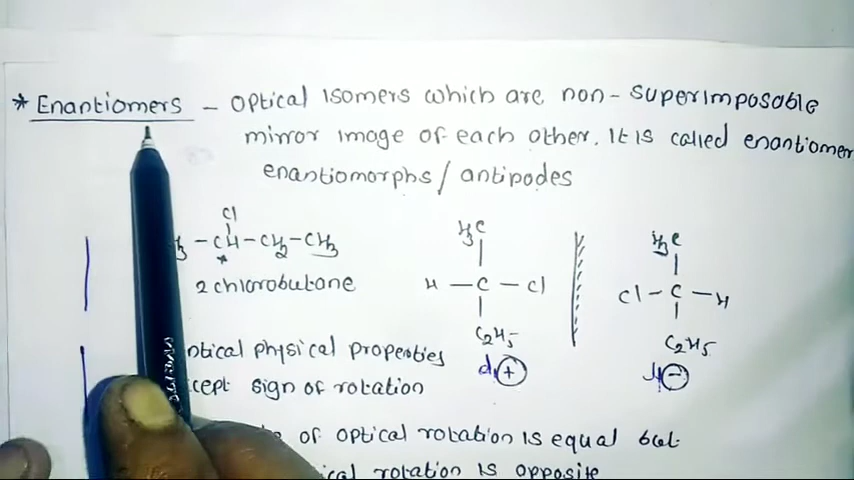 * Enantiomers - Optical Isomers which are non-superimposable
mirror image of each other. It is called enantiomer
enantiomorphs/antipodes
Cl
-CH-CH2-CH3
*
2 chlorobutane
H3C
H - C - Cl
C2H5
d, +
H3C
Cl - C - H
C2H5
l, -
physical properties
sign of rotation
of optical rotation is equal but
rotation is opposite